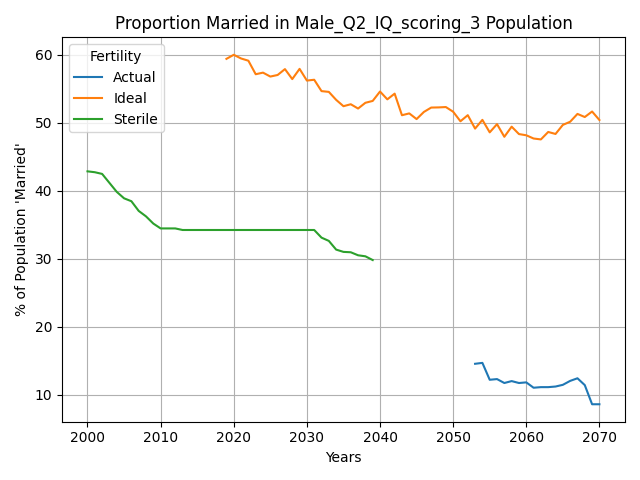 Proportion Married in Male_Q2_IQ_scoring_3 Population
Fertility
Actual
Ideal
Sterile
% of Population 'Married'
60
50
40
30
20
10
2000 2010 2020 2030 2040 2050 2060 2070
Years